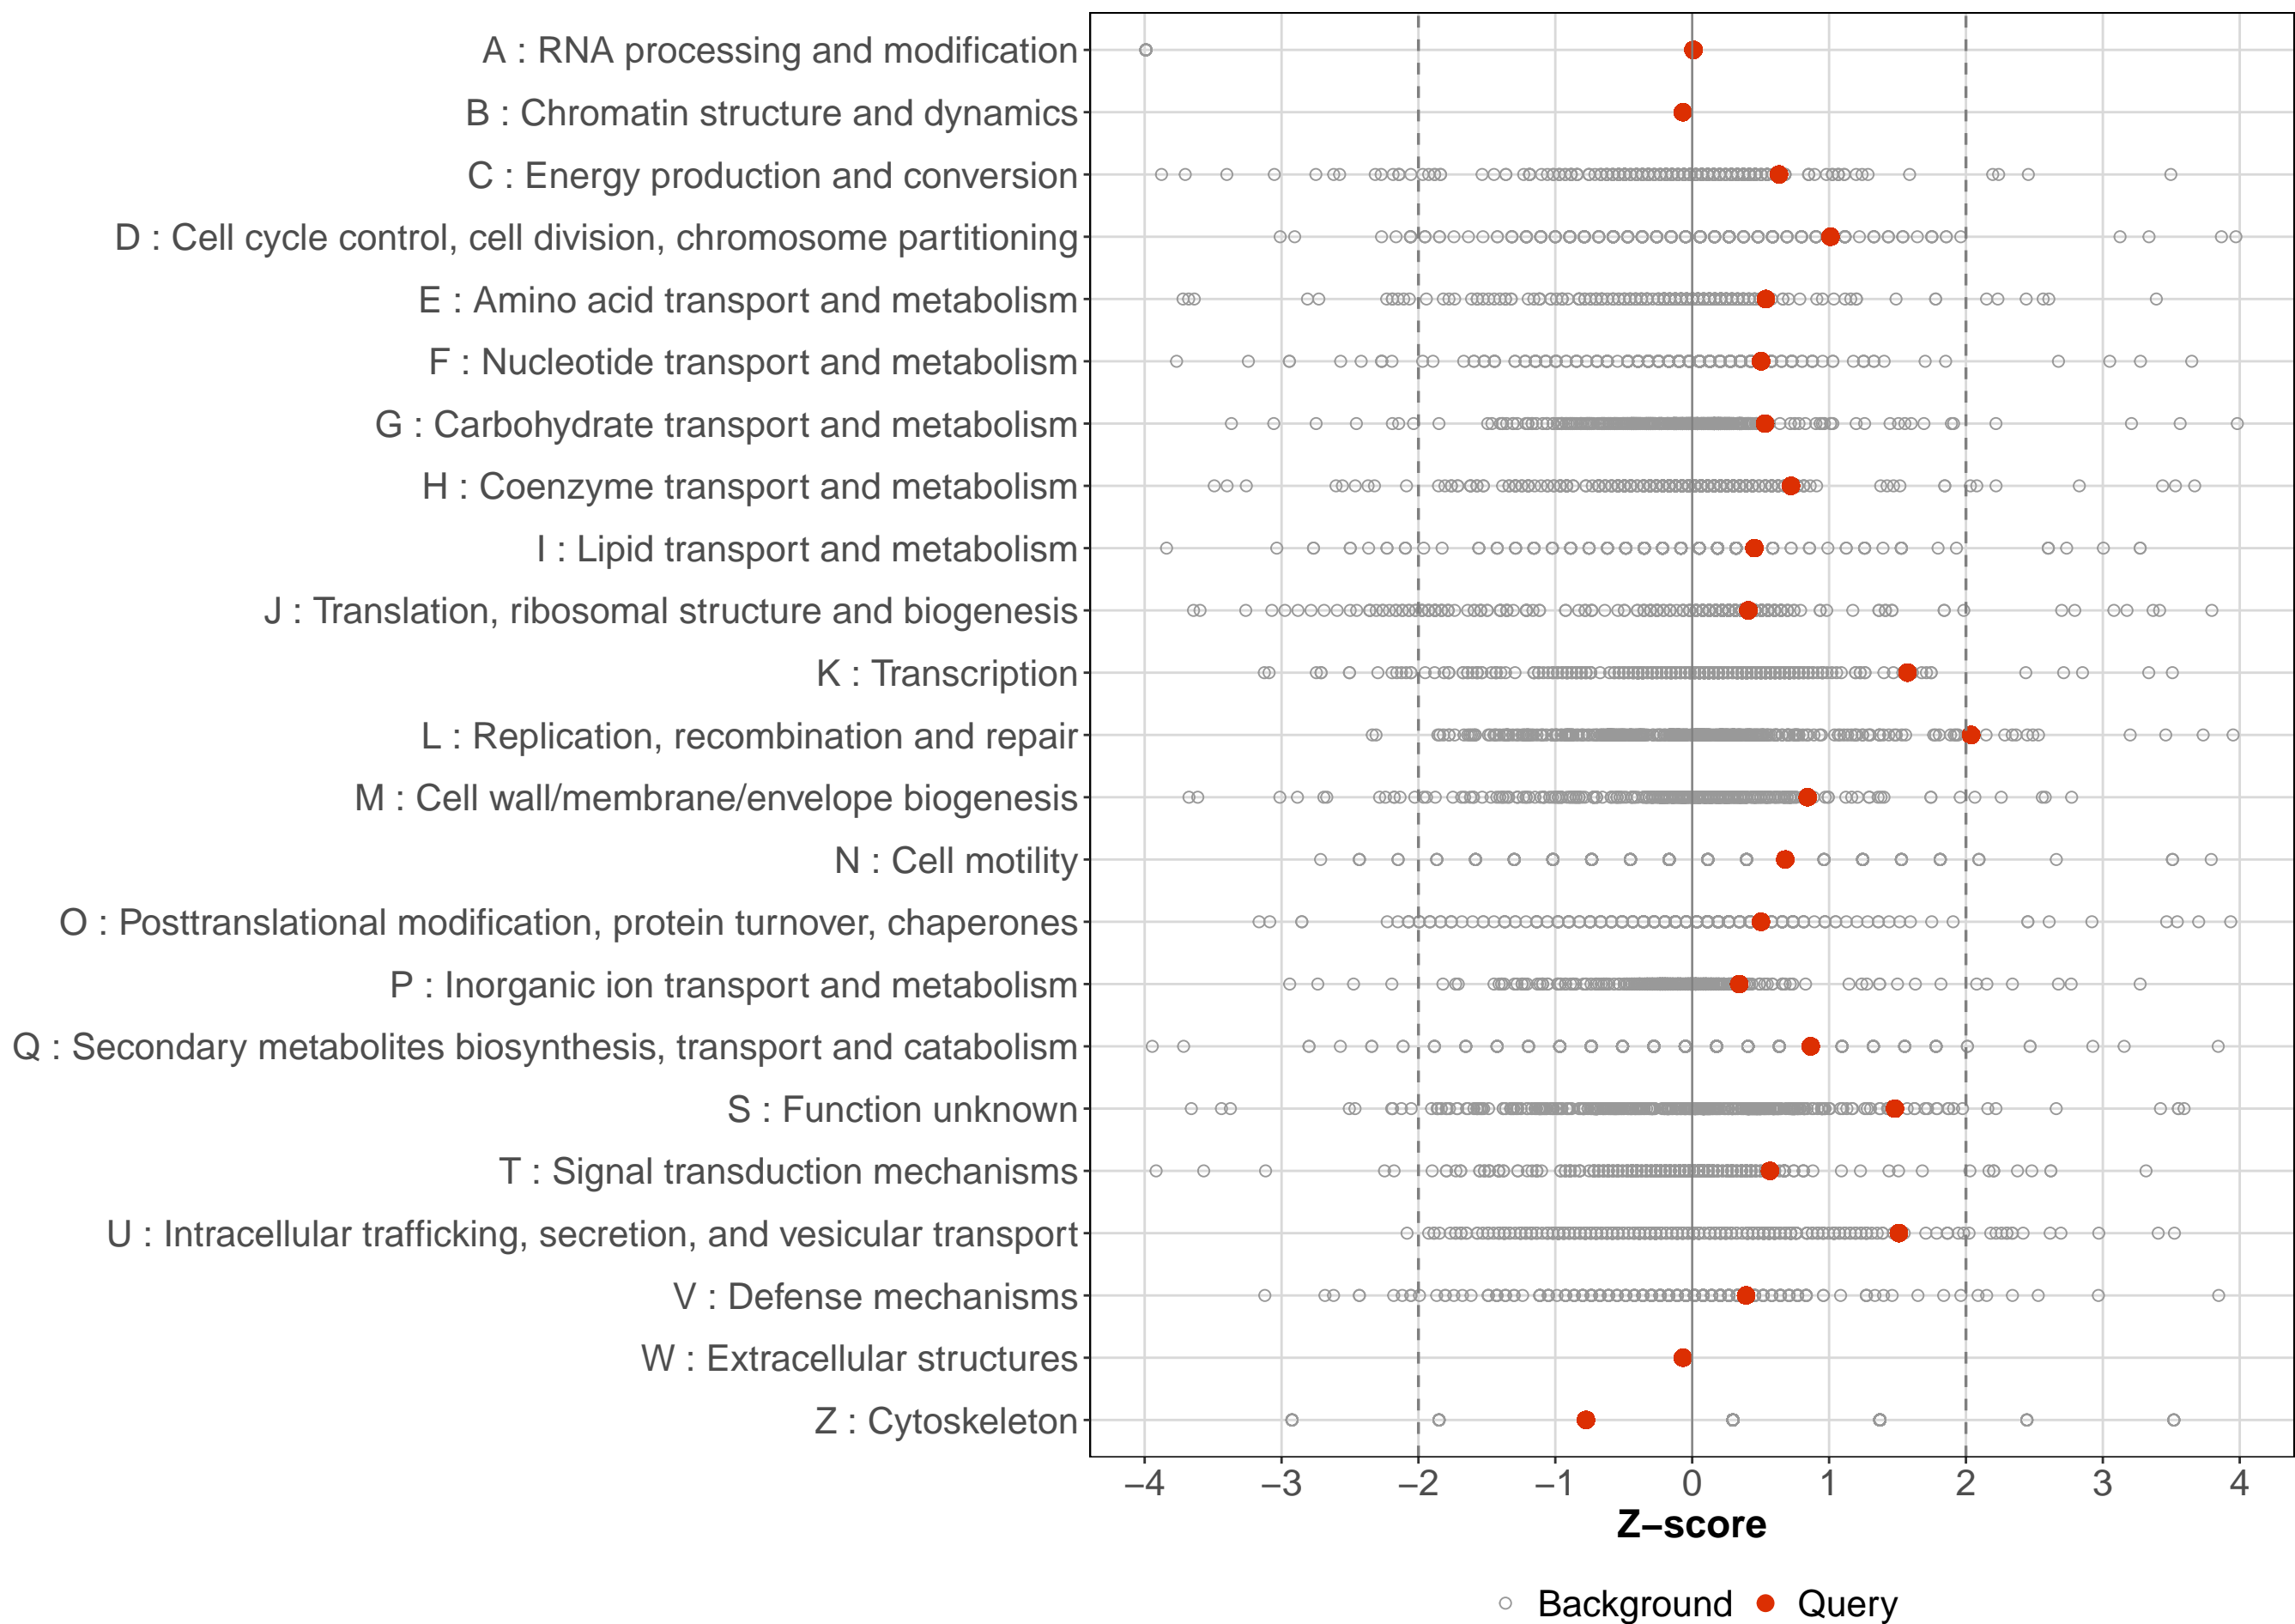 A : RNA processing and modification
B : Chromatin structure and dynamics
C : Energy production and conversion
D : Cell cycle control, cell division, chromosome partitioning
E : Amino acid transport and metabolism
F : Nucleotide transport and metabolism
G : Carbohydrate transport and metabolism
H : Coenzyme transport and metabolism
I : Lipid transport and metabolism
J : Translation, ribosomal structure and biogenesis
K : Transcription
L : Replication, recombination and repair
M : Cell wall/membrane/envelope biogenesis
N : Cell motility
O : Posttranslational modification, protein turnover, chaperones
P : Inorganic ion transport and metabolism
Q : Secondary metabolites biosynthesis, transport and catabolism
S : Function unknown
T : Signal transduction mechanisms
U : Intracellular trafficking, secretion, and vesicular transport
V : Defense mechanisms
W : Extracellular structures
Z : Cytoskeleton
−4 −3 −2 −1 0 1 2 3 4
Z−score
Background Query